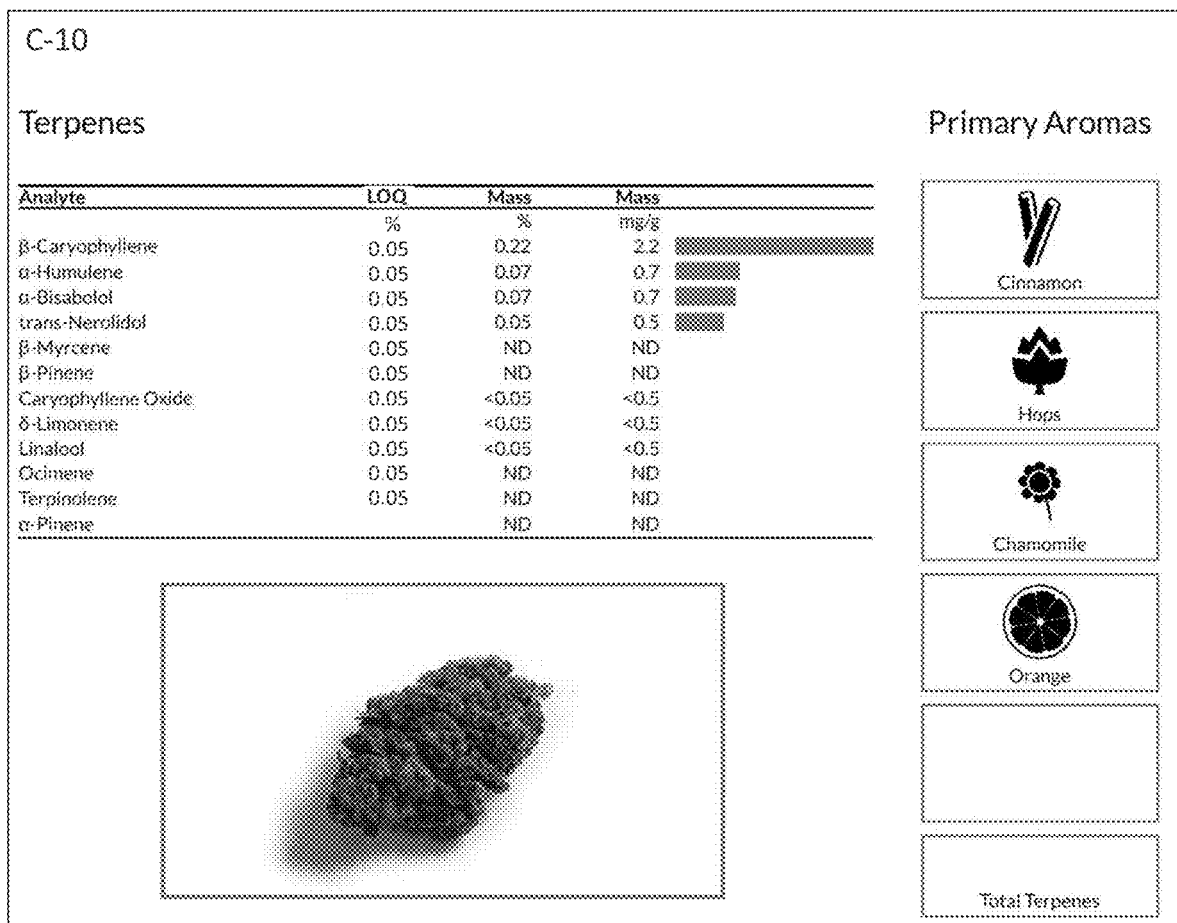 C-10
Terpenes
Primary Aromas
Analyte LOQ Mass Mass
% % mg/g
β-Caryophyllene 0.05 0.22 2.2
α-Humulene 0.05 0.07 0.7
α-Bisabolol 0.05 0.07 0.7
trans-Nerolidol 0.05 0.05 0.5
β-Myrcene 0.05 ND ND
β-Pinene 0.05 ND ND
Caryophyllene Oxide 0.05 <0.05 <0.5
δ-Limonene 0.05 <0.05 <0.5
Linalool 0.05 <0.05 <0.5
Ocimene 0.05 ND ND
Terpinolene 0.05 ND ND
α-Pinene ND ND
Cinnamon
Hops
Chamomile
Orange
Total Terpenes